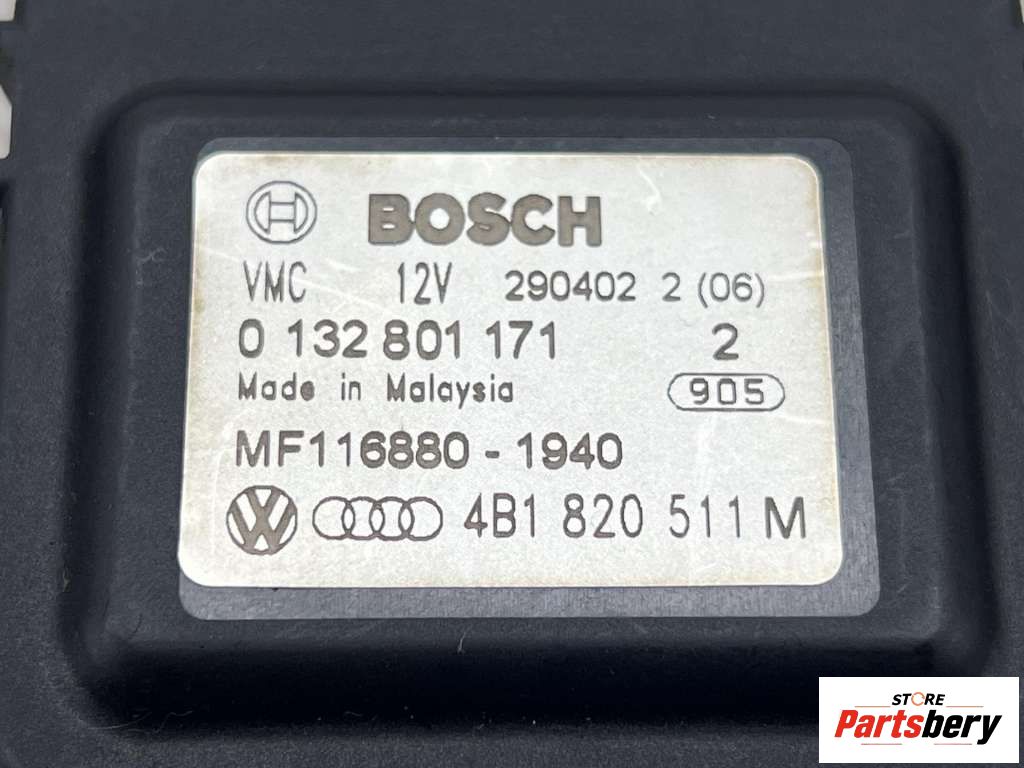 BOSCH
VMC 12V 290402 2 (06)
0 132 801 171 2
Made in Malaysia 905
MF116880-1940
VW 4B1 820 511 M
STORE
Partsbery